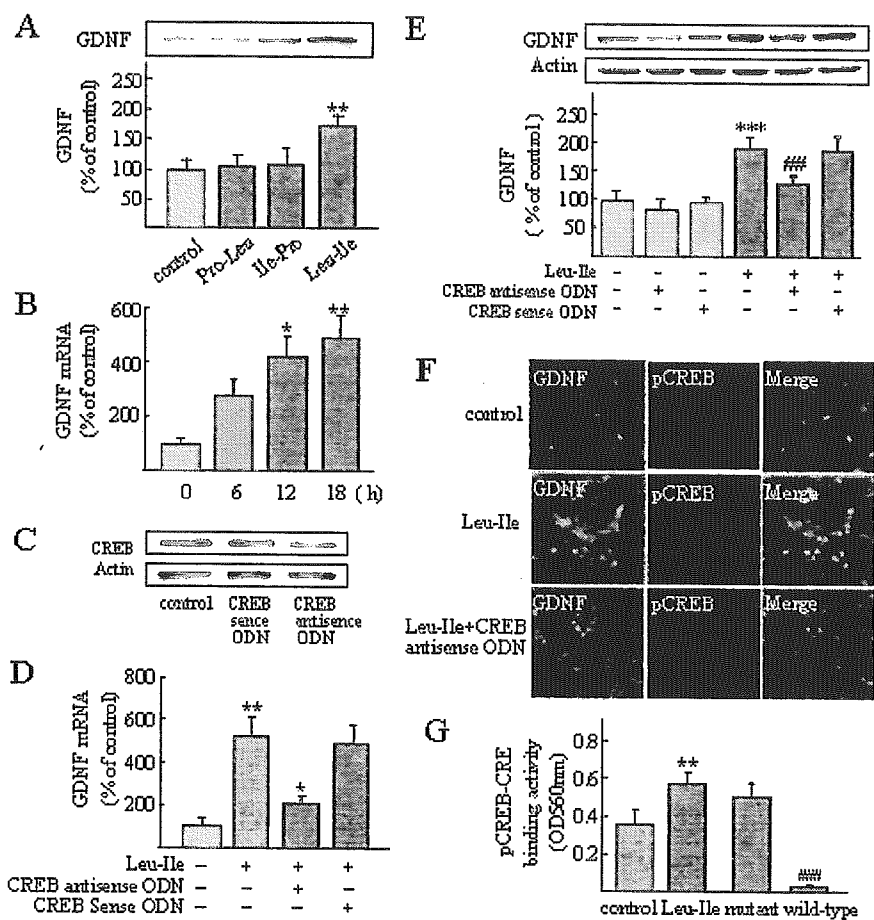 A
GDNF
GDNF
(% of control)
250
200
150
100
50
**
control
Pro-Leu
Ile-Pro
Leu-Ile
B
GDNF mRNA
(% of control)
600
400
200
*
**
0 6 12 18 (h)
C
CREB
Actin
control
CREB
sence
ODN
CREB
antisence
ODN
D
GDNF mRNA
(% of control)
800
600
400
200
**
+
Leu-Ile – + + +
CREB antisense ODN – – + –
CREB Sense ODN – – – +
E
GDNF
Actin
GDNF
(% of control)
250
200
150
100
50
***
##
Leu-Ile – – – + + +
CREB antisense ODN – + – – + –
CREB sense ODN – – + – – +
F
GDNF pCREB Merge
control
GDNF pCREB Merge
Leu-Ile
GDNF pCREB Merge
Leu-Ile+CREB
antisense ODN
G
pCREB-CRE
binding activity
(OD560nm)
0.8
0.6
0.4
0.2
**
###
control Leu-Ile mutant wild-type